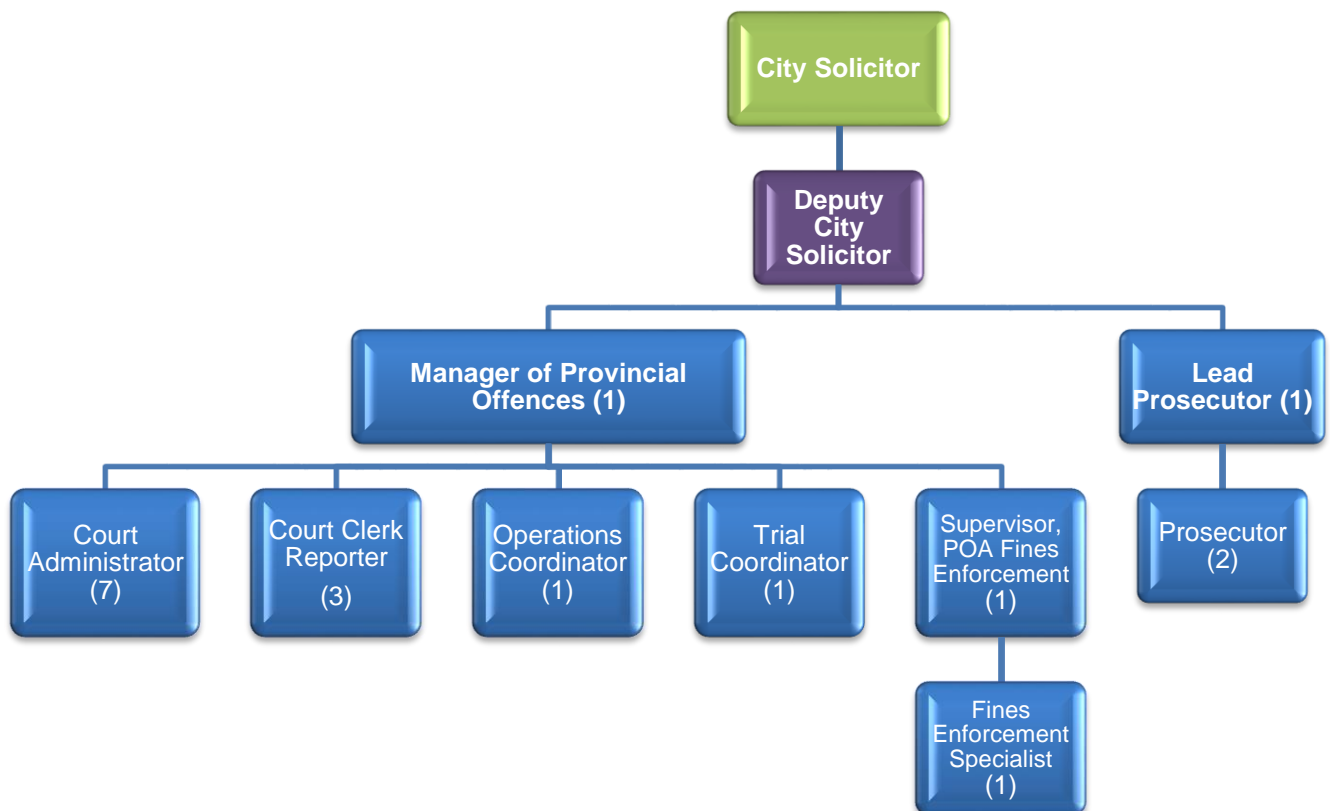 City Solicitor
Deputy
City
Solicitor
Manager of Provincial
Offences (1)
Lead
Prosecutor (1)
Court
Administrator
(7)
Court Clerk
Reporter
(3)
Operations
Coordinator
(1)
Trial
Coordinator
(1)
Supervisor,
POA Fines
Enforcement
(1)
Prosecutor
(2)
Fines
Enforcement
Specialist
(1)